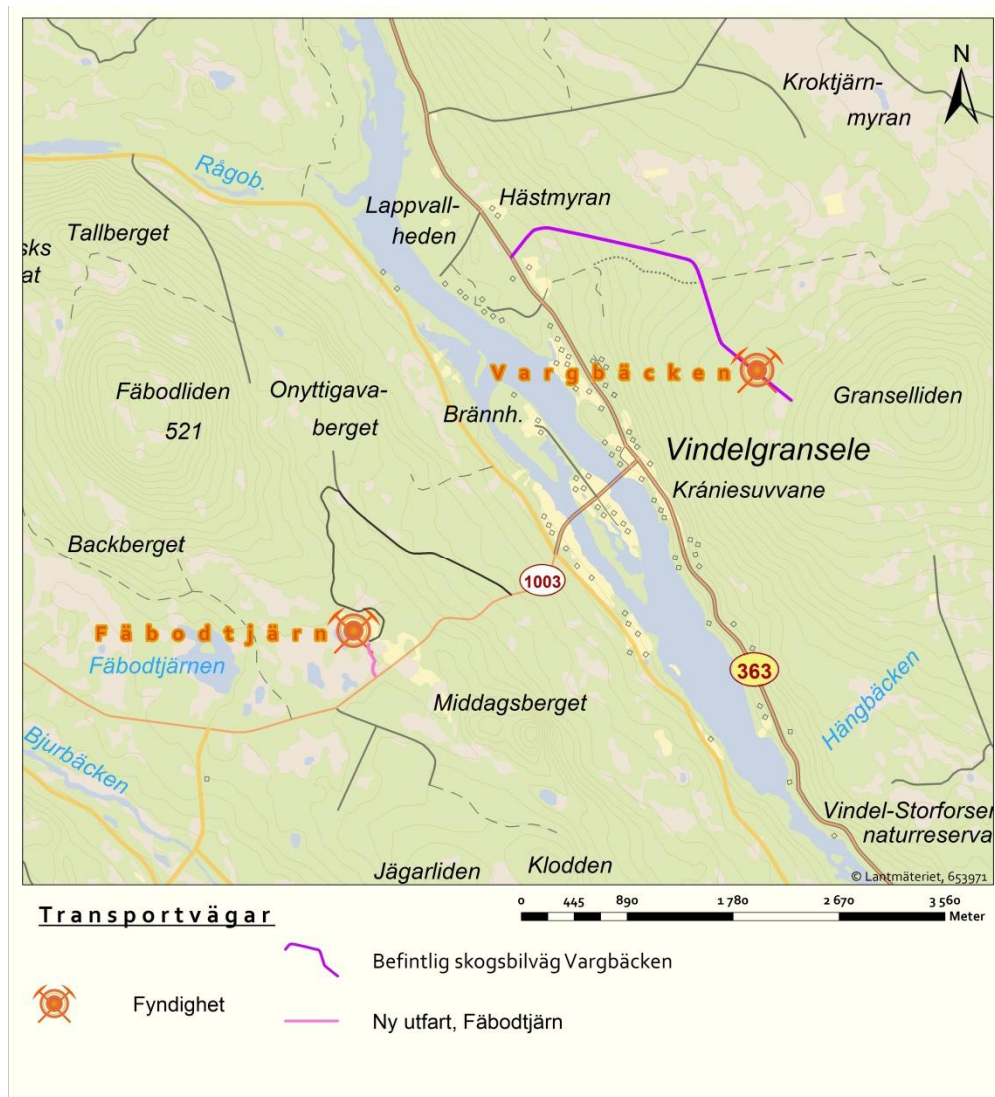 N
Kroktjärn-
myran
Rågob.
Lappvall-
heden
Hästmyran
Tallberget
sks
at
Vargbäcken
Fäbodliden
521
Onyttigava-
berget
Brännh.
Granselliden
Vindelgransele
Krániesuvvane
Backberget
1003
Fäbodtjärn
Fäbodtjärnen
363
Middagsberget
Hängbäcken
Bjurbäcken
Vindel-Storforsen
naturreserva
Jägarliden
Klodden
© Lantmäteriet, 653971
Transportvägar
0 445 890 1 780 2 670 3 560
Meter
Befintlig skogsbilväg Vargbäcken
Fyndighet
Ny utfart, Fäbodtjärn